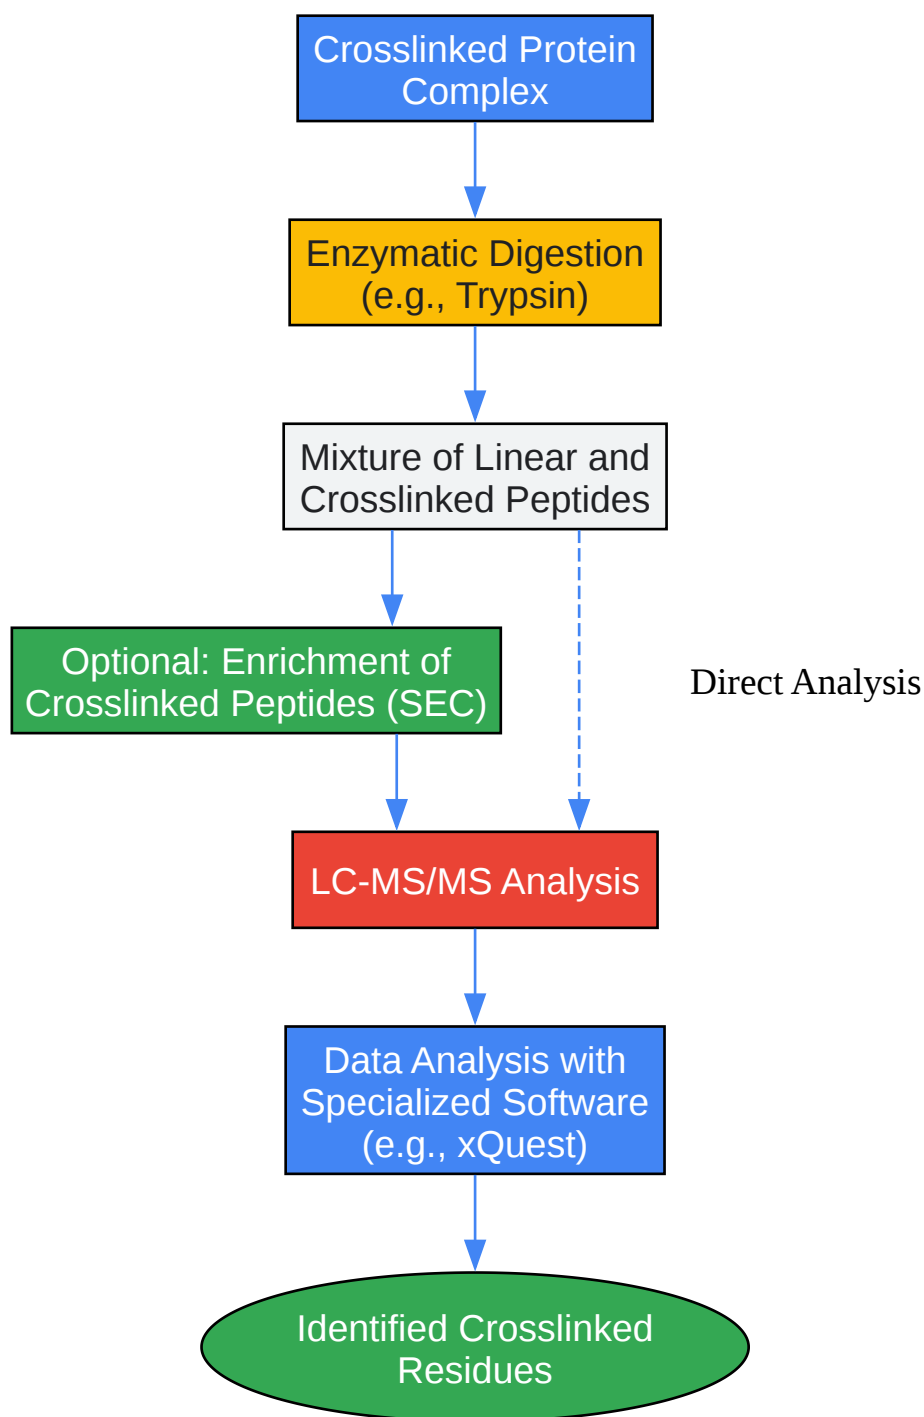 Crosslinked Protein
Complex
Enzymatic Digestion
(e.g., Trypsin)
Mixture of Linear and
Crosslinked Peptides
Optional: Enrichment of
Crosslinked Peptides (SEC)
Direct Analysis
LC-MS/MS Analysis
Data Analysis with
Specialized Software
(e.g., xQuest)
Identified Crosslinked
Residues